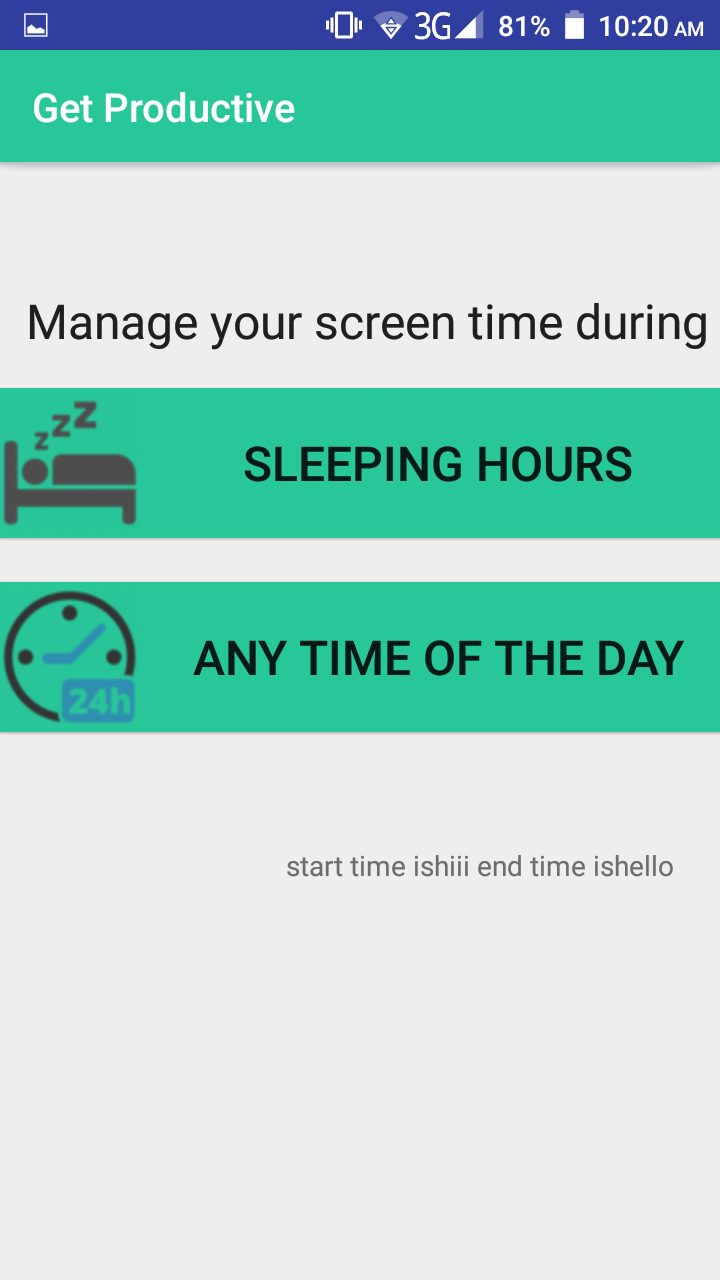 3G 81% 10:20 AM
Get Productive
Manage your screen time during
zzz
SLEEPING HOURS
ANY TIME OF THE DAY
24h
start time ishiii end time ishello